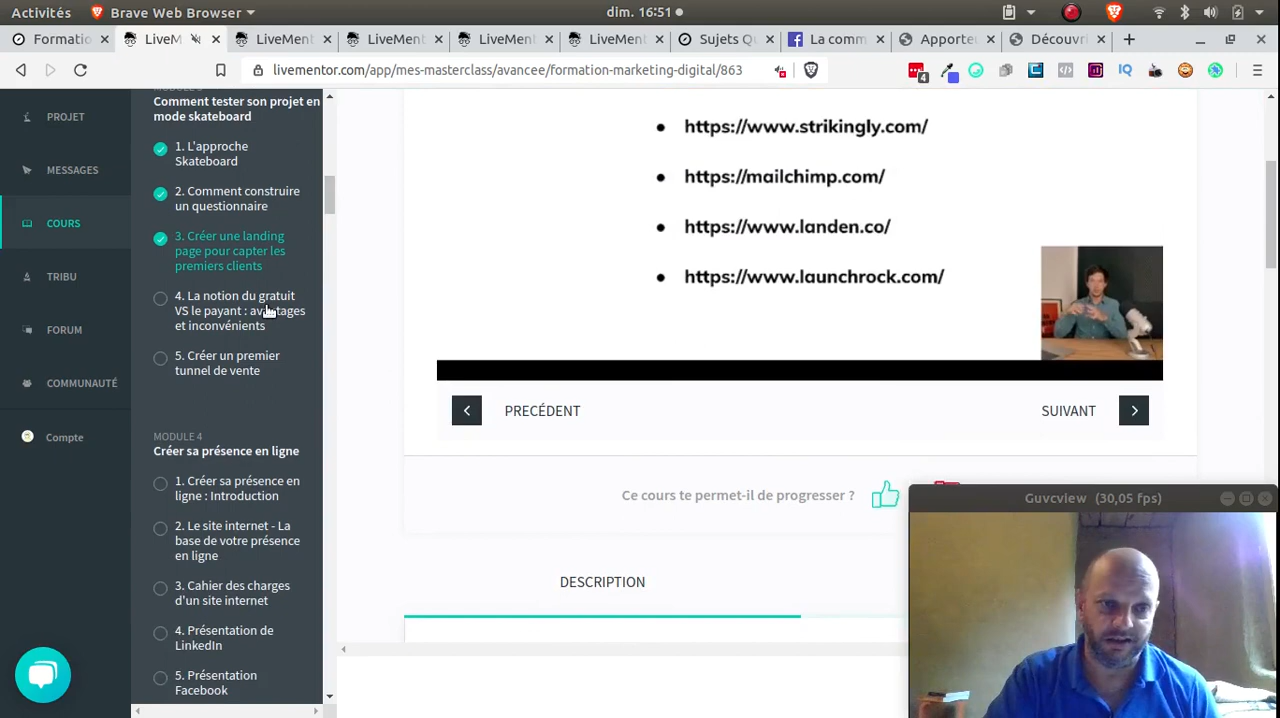 Activités
Brave Web Browser
dim. 16:51
Formatio
LiveM
LiveMent
LiveMent
LiveMent
LiveMent
Sujets Q
La comm
Apporte
Découvri
livementor.com/app/mes-masterclass/avancee/formation-marketing-digital/863
4
IQ
PROJET
MESSAGES
COURS
TRIBU
FORUM
COMMUNAUTÉ
Compte
Comment tester son projet en
mode skateboard
1. L'approche
Skateboard
2. Comment construire
un questionnaire
3. Créer une landing
page pour capter les
premiers clients
4. La notion du gratuit
VS le payant : avantages
et inconvénients
5. Créer un premier
tunnel de vente
MODULE 4
Créer sa présence en ligne
1. Créer sa présence en
ligne : Introduction
2. Le site internet - La
base de votre présence
en ligne
3. Cahier des charges
d'un site internet
4. Présentation de
LinkedIn
5. Présentation
Facebook
https://www.strikingly.com/
https://mailchimp.com/
https://www.landen.co/
https://www.launchrock.com/
PRECÉDENT
SUIVANT
Ce cours te permet-il de progresser ?
DESCRIPTION
Guvcview (30,05 fps)